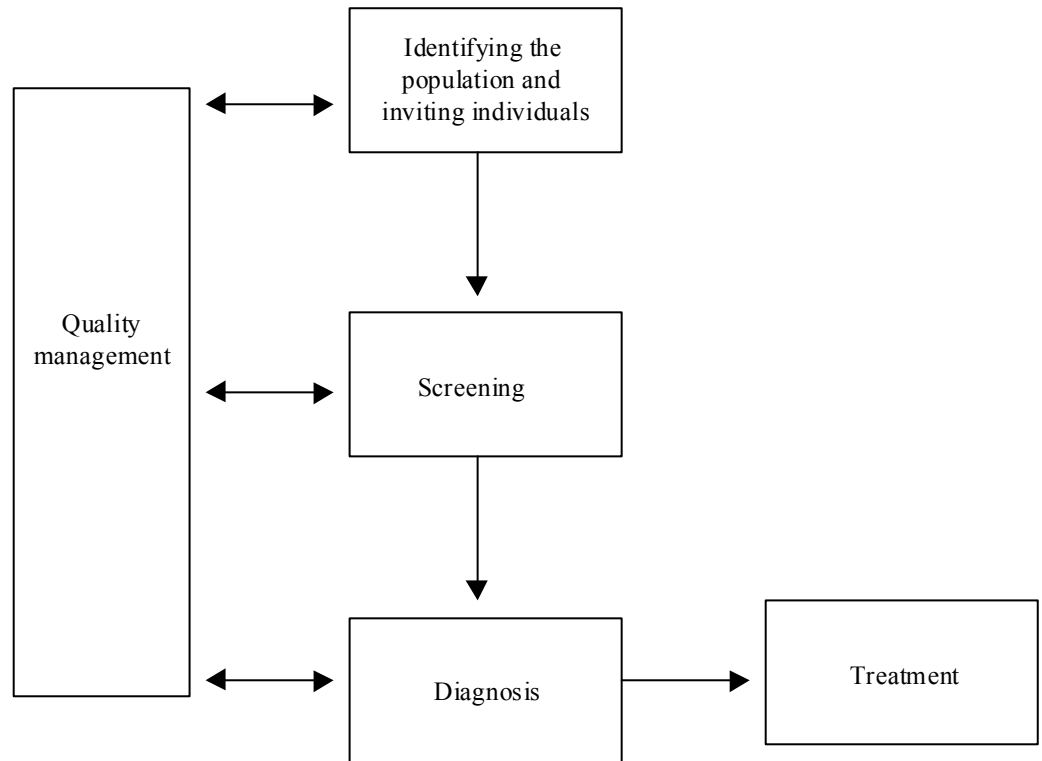 Identifying the
population and
inviting individuals
Quality
management
Screening
Diagnosis
Treatment